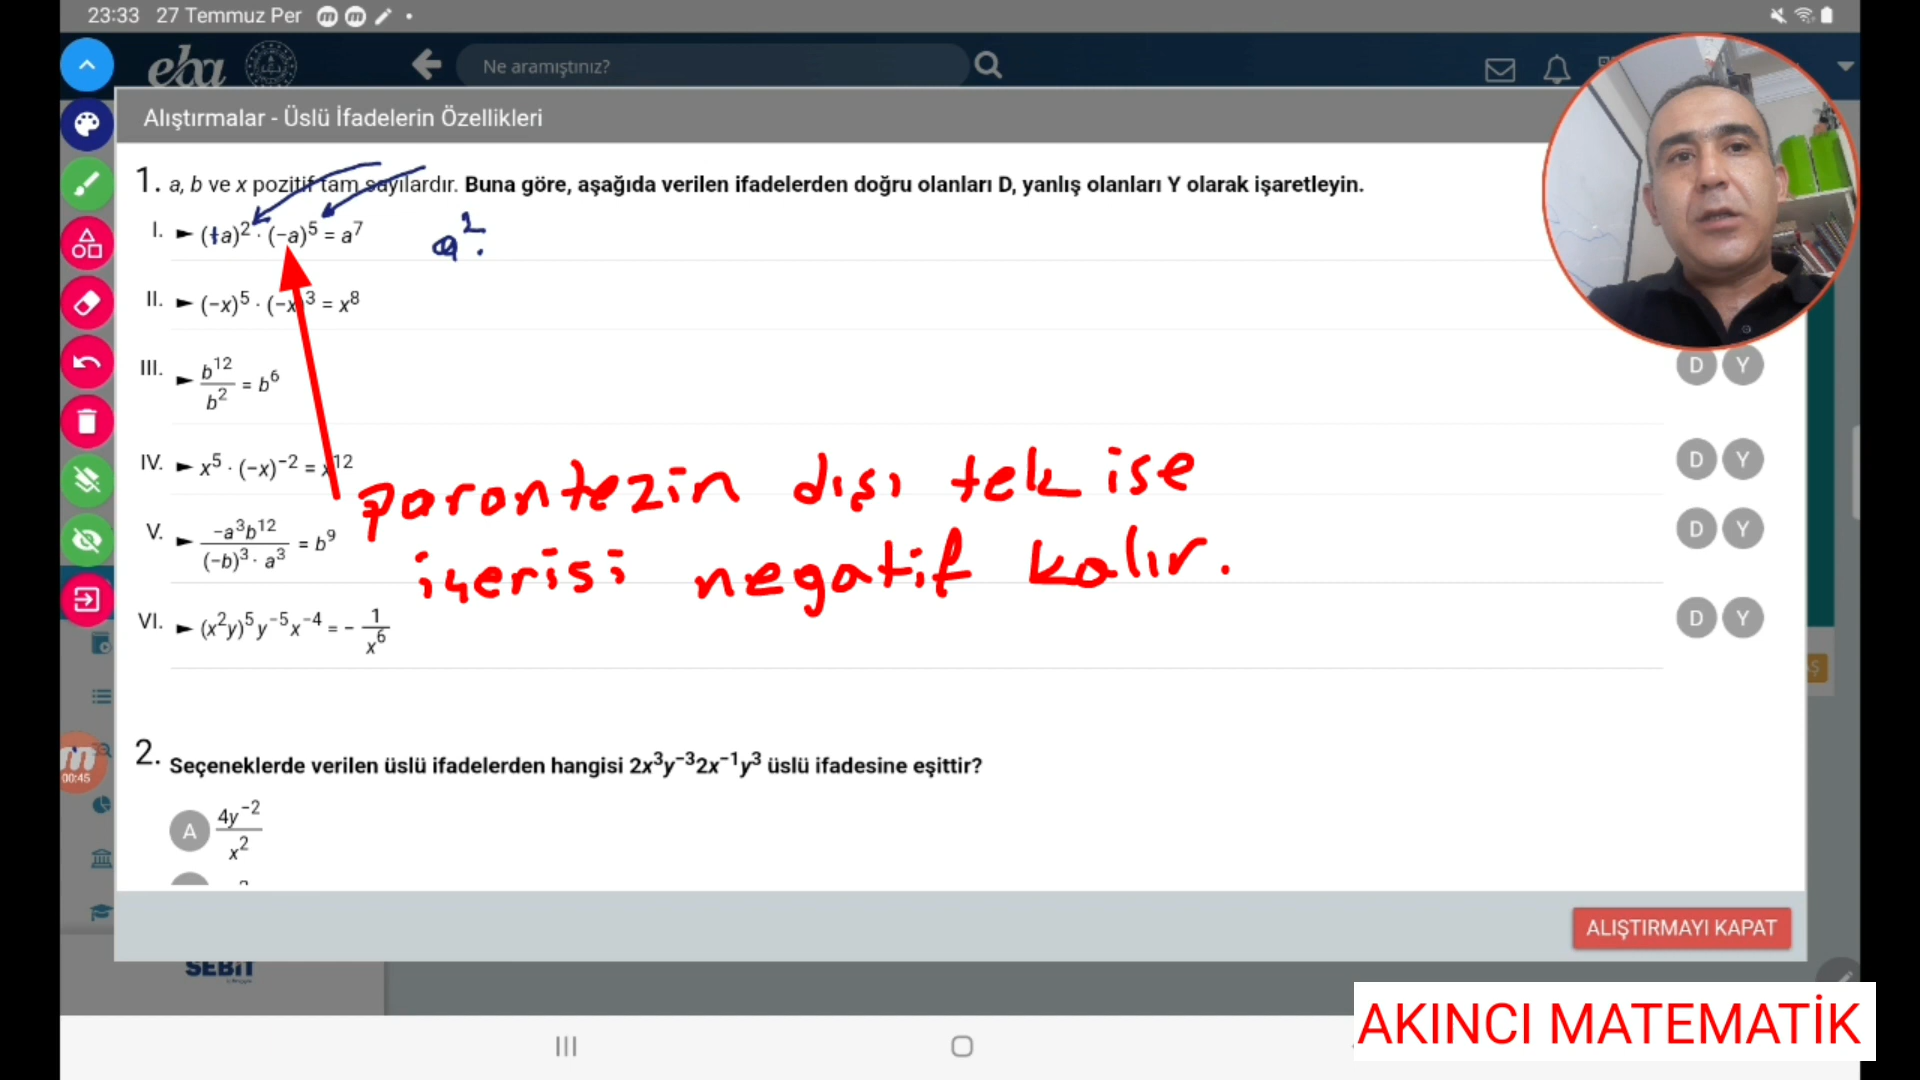 23:33 27 Temmuz Per
eba
Ne aramıştınız?
Alıştırmalar - Üslü İfadelerin Özellikleri
1. a, b ve x pozitif tam sayılardır. Buna göre, aşağıda verilen ifadelerden doğru olanları D, yanlış olanları Y olarak işaretleyin.
I. ► (+a)² · (−a)⁵ = a⁷ a² ·
II. ► (−x)⁵ · (−x)³ = x⁸
III. ► b¹²/b² = b⁶ D Y
IV. ► x⁵ · (−x)⁻² = x¹² D Y
parantezin dışı tek ise
V. ► −a³b¹²/(−b)³ · a³ = b⁹ D Y
içerisi negatif kalır.
VI. ► (x²y)⁵y⁻⁵x⁻⁴ = − 1/x⁶ D Y
2. Seçeneklerde verilen üslü ifadelerden hangisi 2x³y⁻³2x⁻¹y³ üslü ifadesine eşittir?
00:45
A 4y⁻²/x²
ALIŞTIRMAYI KAPAT
SEBİT
AKINCI MATEMATİK